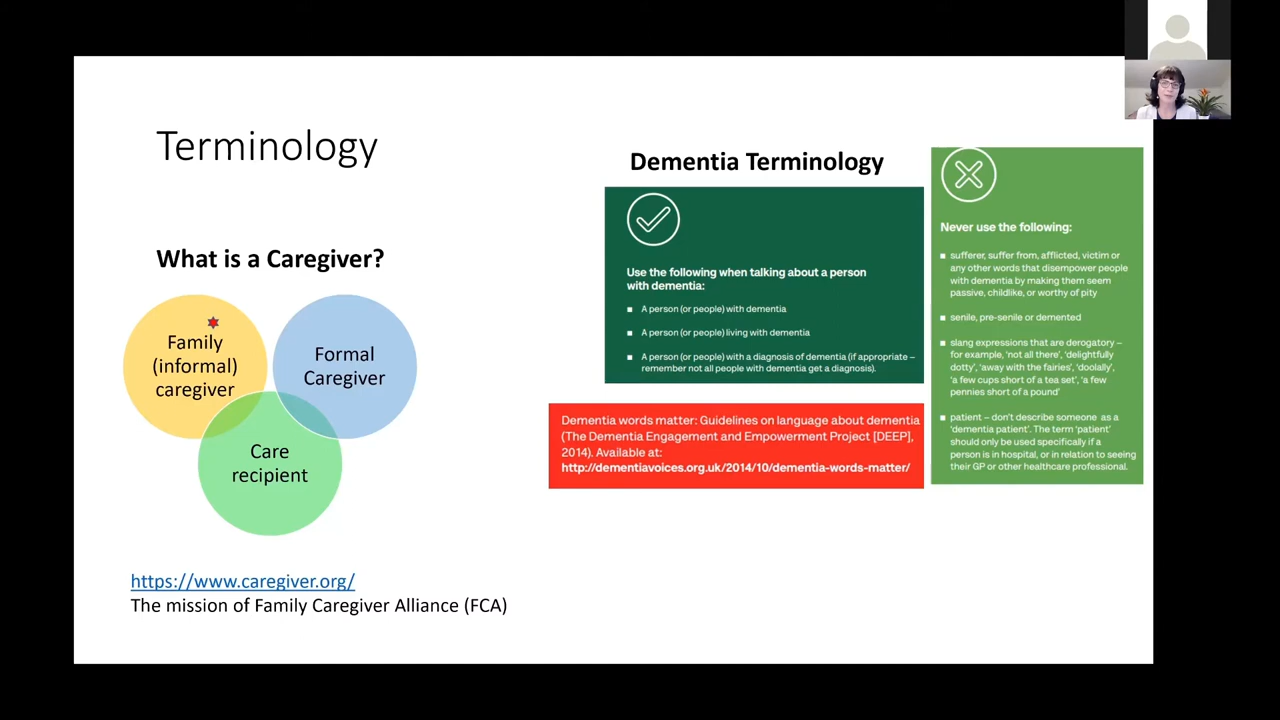 Terminology
What is a Caregiver?
Family
(informal)
caregiver
Formal
Caregiver
Care
recipient
https://www.caregiver.org/
The mission of Family Caregiver Alliance (FCA)
Dementia Terminology
Use the following when talking about a person
with dementia:
A person (or people) with dementia
A person (or people) living with dementia
A person (or people) with a diagnosis of dementia (if appropriate –
remember not all people with dementia get a diagnosis).
Dementia words matter: Guidelines on language about dementia
(The Dementia Engagement and Empowerment Project [DEEP],
2014). Available at:
http://dementiavoices.org.uk/2014/10/dementia-words-matter/
Never use the following:
sufferer, suffer from, afflicted, victim or
any other words that disempower people
with dementia by making them seem
passive, childlike, or worthy of pity
senile, pre-senile or demented
slang expressions that are derogatory –
for example, 'not all there', 'delightfully
dotty', 'away with the fairies', 'doolally',
'a few cups short of a tea set', 'a few
pennies short of a pound'
patient – don't describe someone as a
'dementia patient'. The term 'patient'
should only be used specifically if a
person is in hospital, or in relation to seeing
their GP or other healthcare professional.